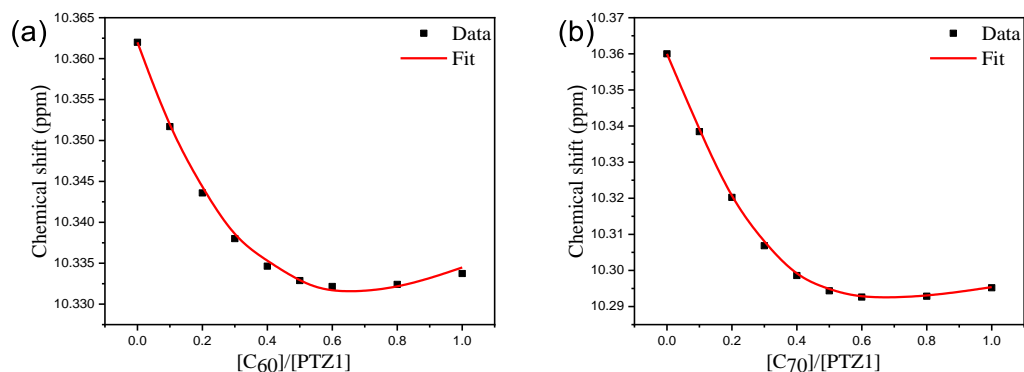 (a)
Chemical shift (ppm)
10.365
10.360
10.355
10.350
10.345
10.340
10.335
10.330
0.0 0.2 0.4 0.6 0.8 1.0
[C60]/[PTZ1]
Data
Fit
(b)
Chemical shift (ppm)
10.37
10.36
10.35
10.34
10.33
10.32
10.31
10.30
10.29
0.0 0.2 0.4 0.6 0.8 1.0
[C70]/[PTZ1]
Data
Fit